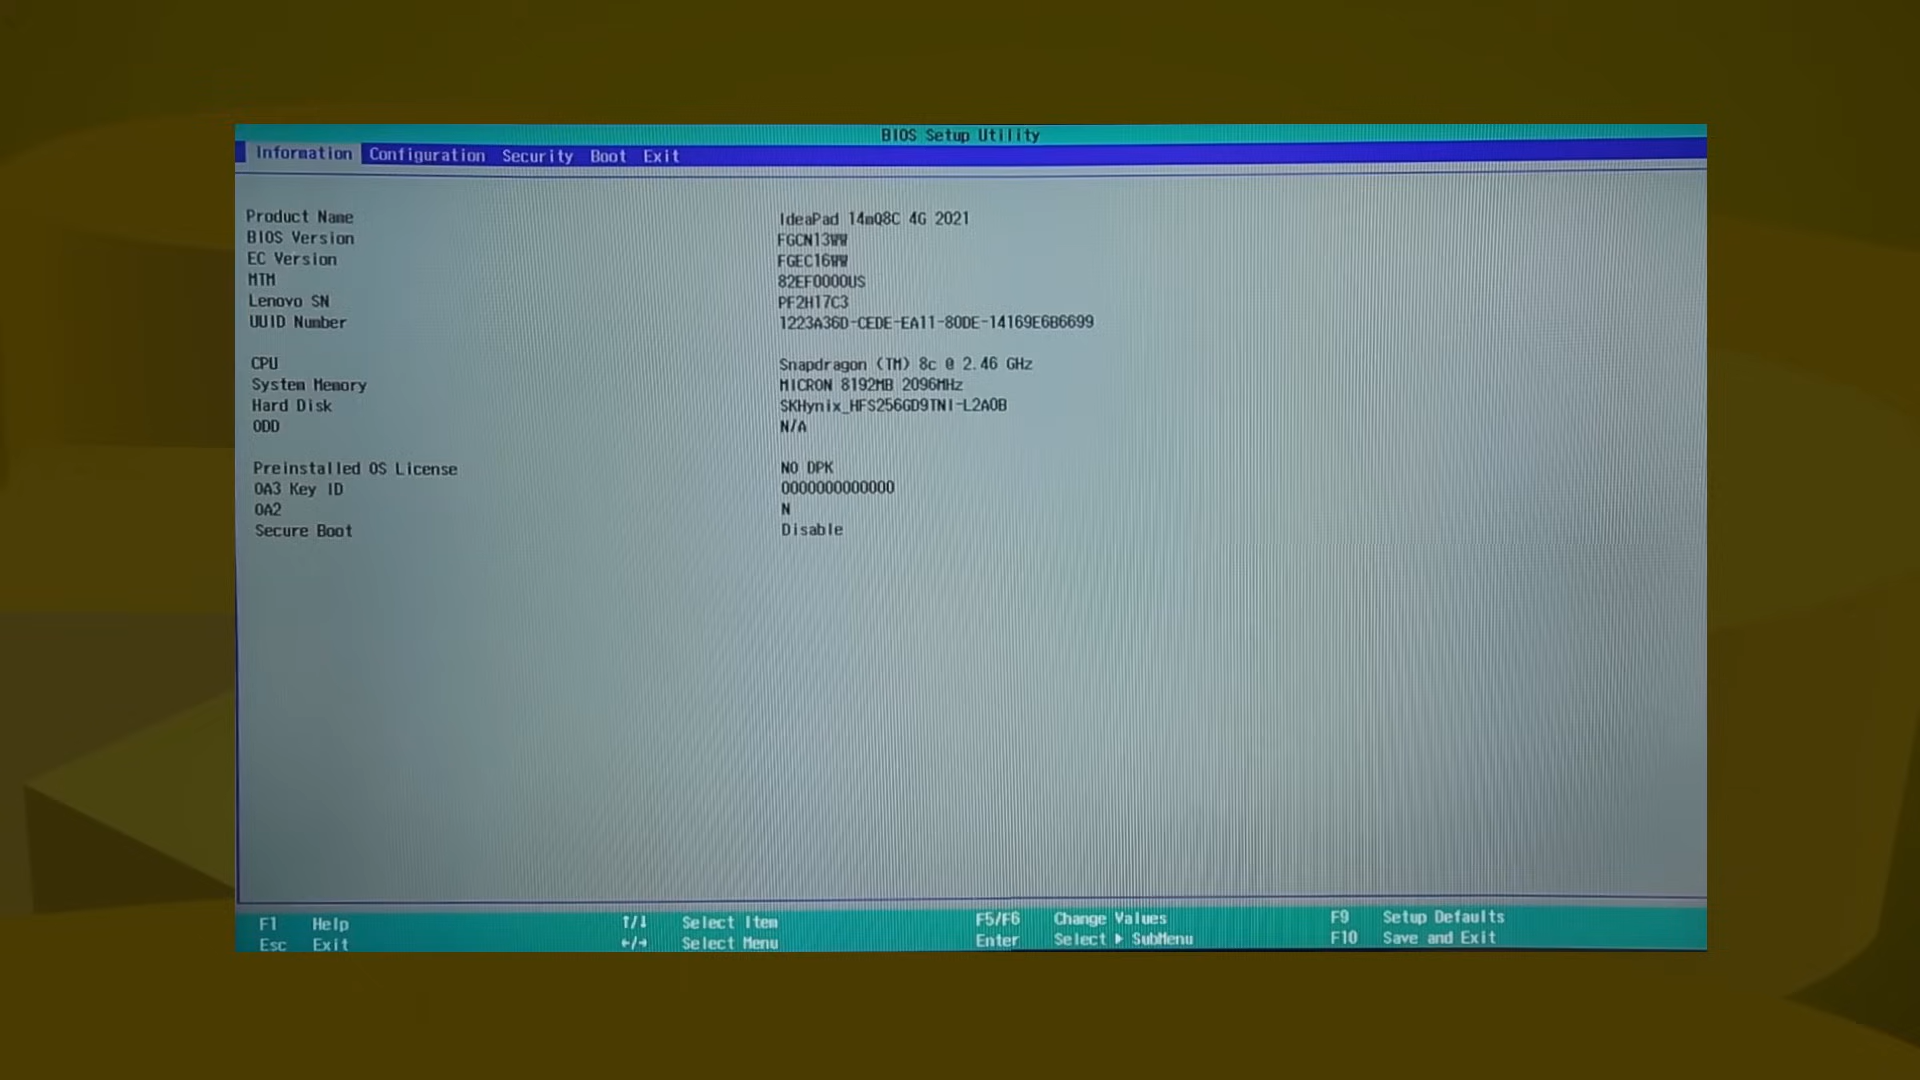 BIOS Setup Utility
Information Configuration Security Boot Exit
Product Name IdeaPad 14mQ8C 4G 2021
BIOS Version FGCN13WW
EC Version FGEC16WW
MTM 82EF0000US
Lenovo SN PF2H17C3
UUID Number 1223A36D-CEDE-EA11-80DE-14169E6B6699
CPU Snapdragon (TM) 8c @ 2.46 GHz
System Memory MICRON 8192MB 2096MHz
Hard Disk SKHynix_HFS256GD9TNI-L2A0B
ODD N/A
Preinstalled OS License NO DPK
OA3 Key ID 0000000000000
OA2 N
Secure Boot Disable
F1 Help ↑/↓ Select Item F5/F6 Change Values F9 Setup Defaults
Esc Exit ←/→ Select Menu Enter Select ▶ SubMenu F10 Save and Exit